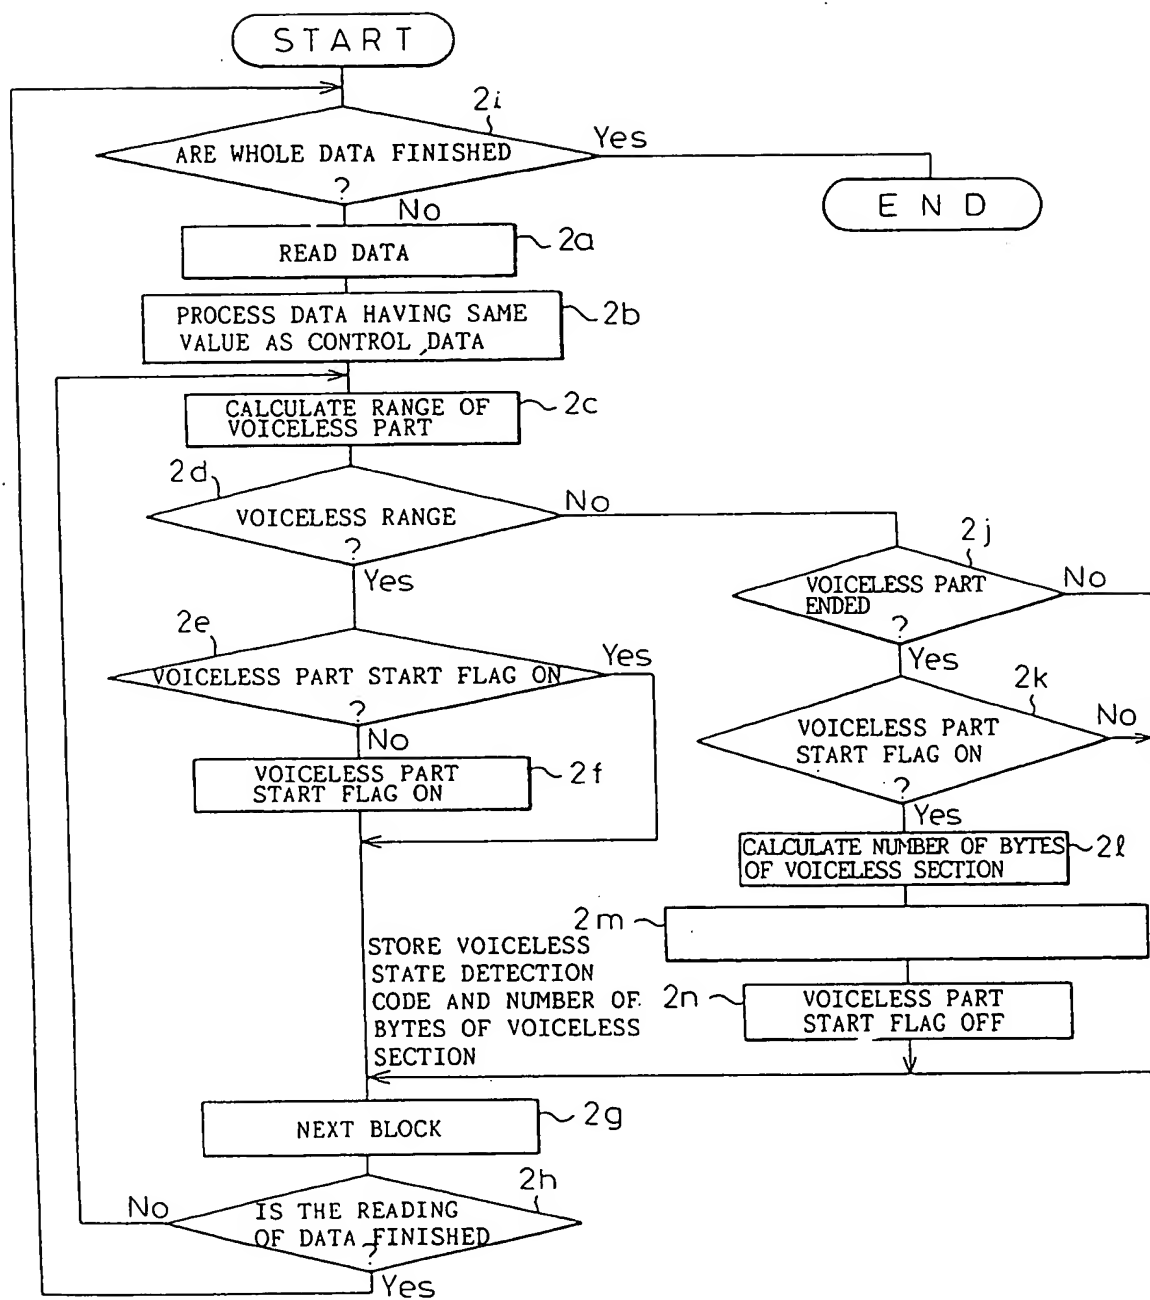 START
2i
ARE WHOLE DATA FINISHED
?
Yes
No
END
READ DATA
2a
PROCESS DATA HAVING SAME
VALUE AS CONTROL DATA
2b
CALCULATE RANGE OF
VOICELESS PART
2c
2d
VOICELESS RANGE
?
No
Yes
2j
VOICELESS PART
ENDED
?
No
Yes
2e
VOICELESS PART START FLAG ON
?
Yes
No
2k
VOICELESS PART
START FLAG ON
?
No
Yes
VOICELESS PART
START FLAG ON
2f
CALCULATE NUMBER OF BYTES
OF VOICELESS SECTION
2ℓ
2m
STORE VOICELESS
STATE DETECTION
CODE AND NUMBER OF
BYTES OF VOICELESS
SECTION
2n
VOICELESS PART
START FLAG OFF
NEXT BLOCK
2g
2h
IS THE READING
OF DATA FINISHED
?
No
Yes